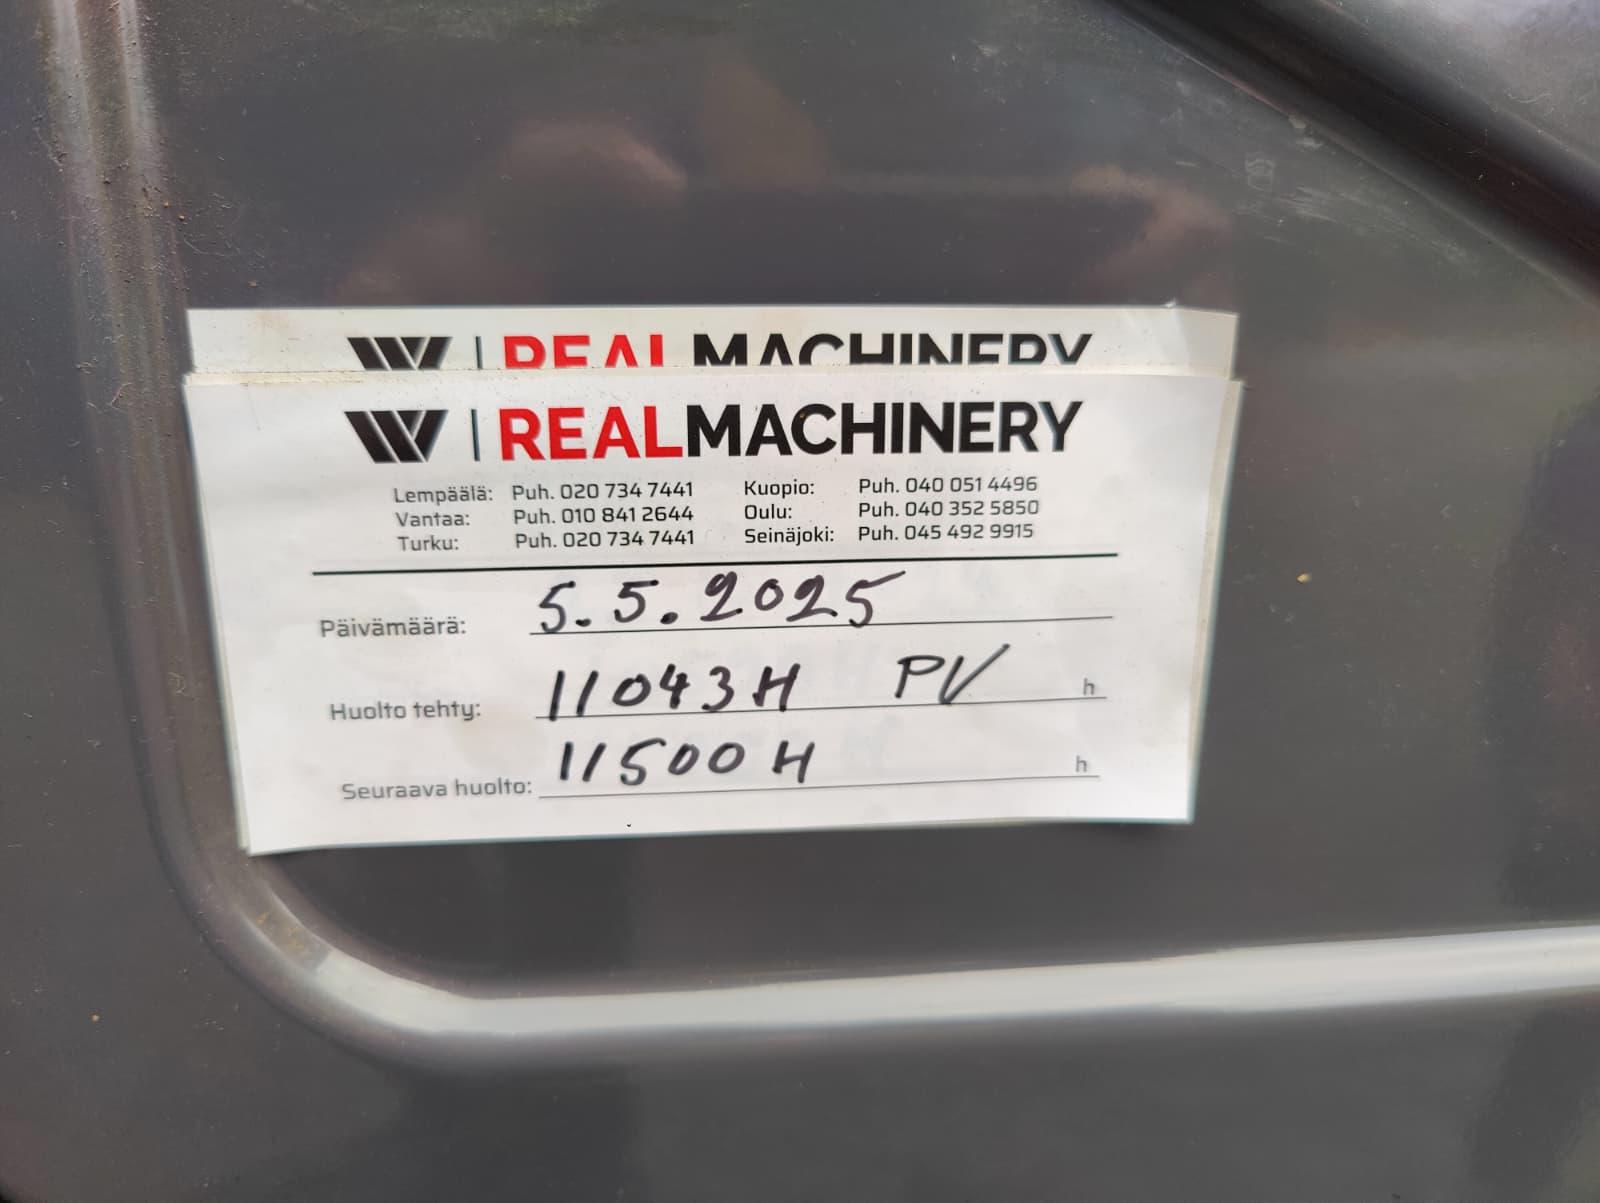 REALMACHINERY
REALMACHINERY
Lempäälä: Puh. 020 734 7441 Kuopio: Puh. 040 051 4496
Vantaa: Puh. 010 841 2644 Oulu: Puh. 040 352 5850
Turku: Puh. 020 734 7441 Seinäjoki: Puh. 045 492 9915
Päivämäärä: 5.5.2025
Huolto tehty: 11043H PV h
Seuraava huolto: 11500H h